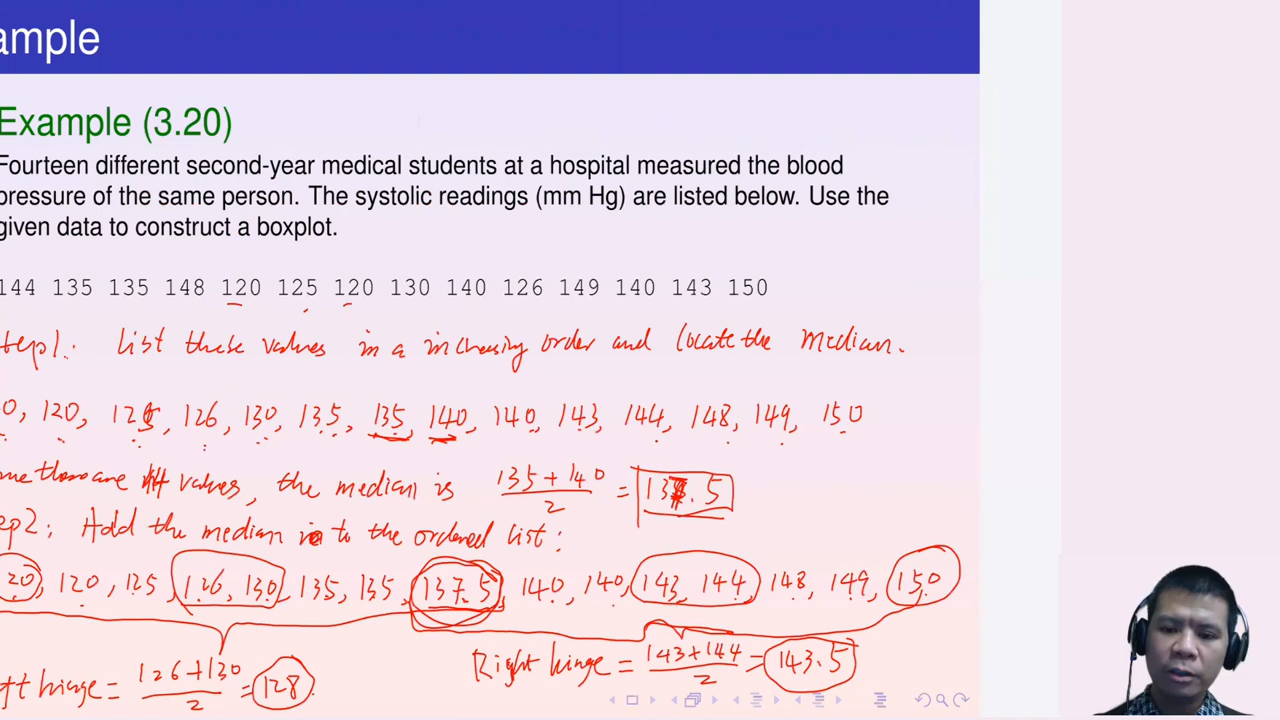 ample
Example (3.20)
Fourteen different second-year medical students at a hospital measured the blood
pressure of the same person. The systolic readings (mm Hg) are listed below. Use the
given data to construct a boxplot.
144 135 135 148 120 125 120 130 140 126 149 140 143 150
tep1: List these values in a increasing order and locate the Median.
0, 120, 125, 126, 130, 135, 135, 140, 140, 143, 144, 148, 149, 150
are 14 values, the median is 135+140/2 = 137.5
ep2: Add the median to the ordered list:
120, 120, 125, 126, 130, 135, 135, 137.5, 140, 140, 143, 144, 148, 149, 150
Right hinge = 143+144/2 = 143.5
ft hinge = 126+130/2 = 128